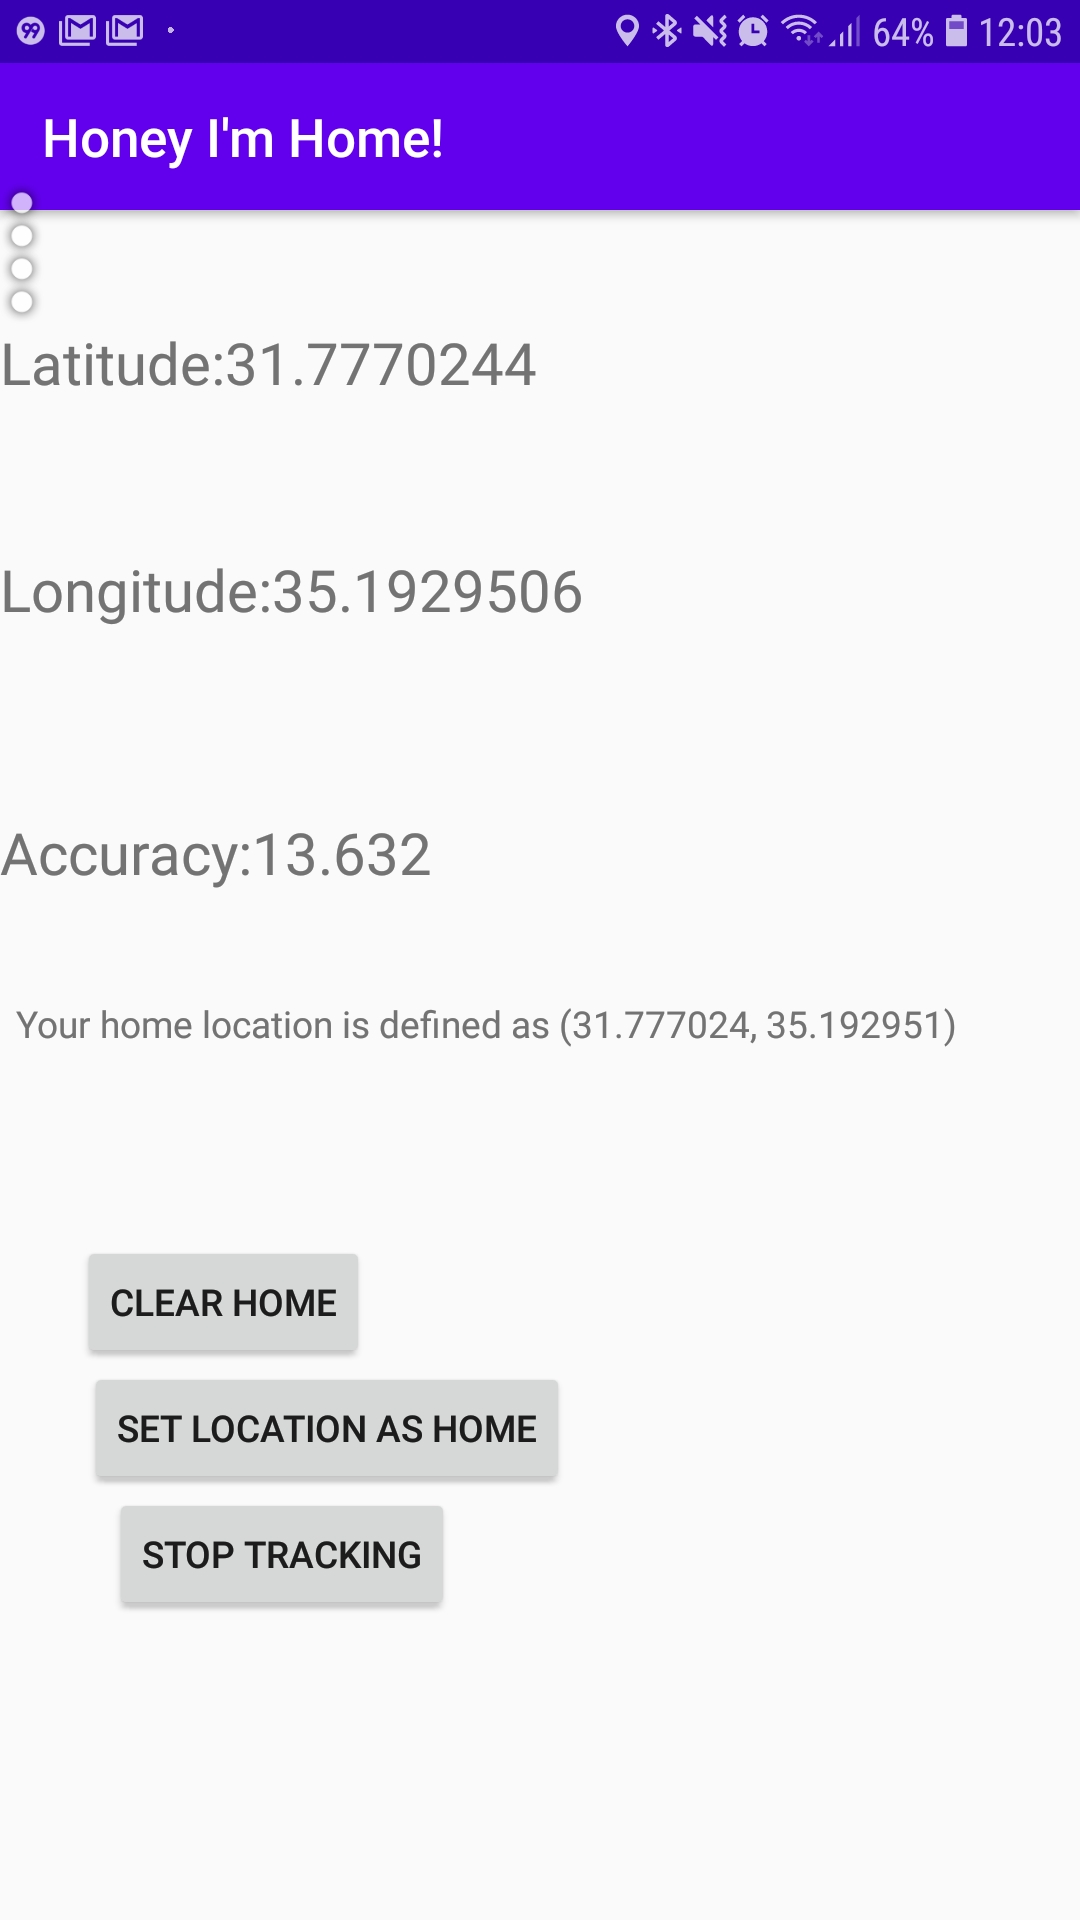 99 64% 12:03
Honey I'm Home!
Latitude:31.7770244
Longitude:35.1929506
Accuracy:13.632
Your home location is defined as (31.777024, 35.192951)
CLEAR HOME
SET LOCATION AS HOME
STOP TRACKING